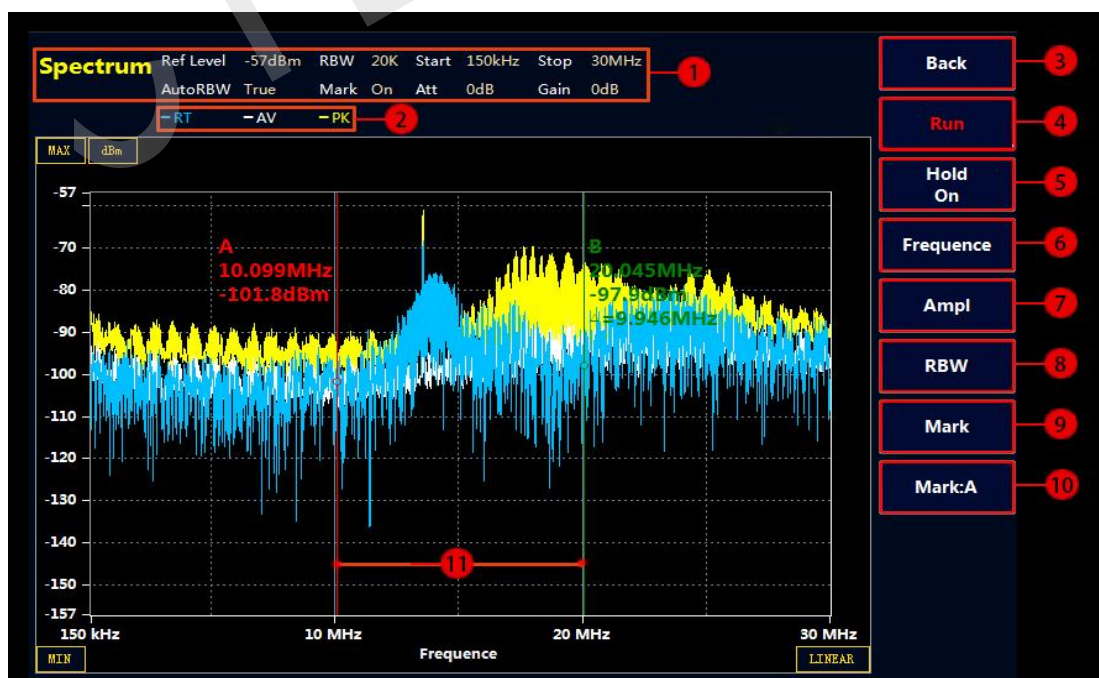 Spectrum
Ref Level -57dBm RBW 20K Start 150kHz Stop 30MHz
AutoRBW True Mark On Att 0dB Gain 0dB
1
RT AV PK
2
Back
3
Run
4
Hold
On
5
Frequence
6
Ampl
7
RBW
8
Mark
9
Mark:A
10
MAX dBm
-57
-70
-80
-90
-100
-110
-120
-130
-140
-150
-157
A
10.099MHz
-101.8dBm
B
20.045MHz
-97.9dBm
=9.946MHz
11
150 kHz 10 MHz 20 MHz 30 MHz
Frequence
MIN LINEAR